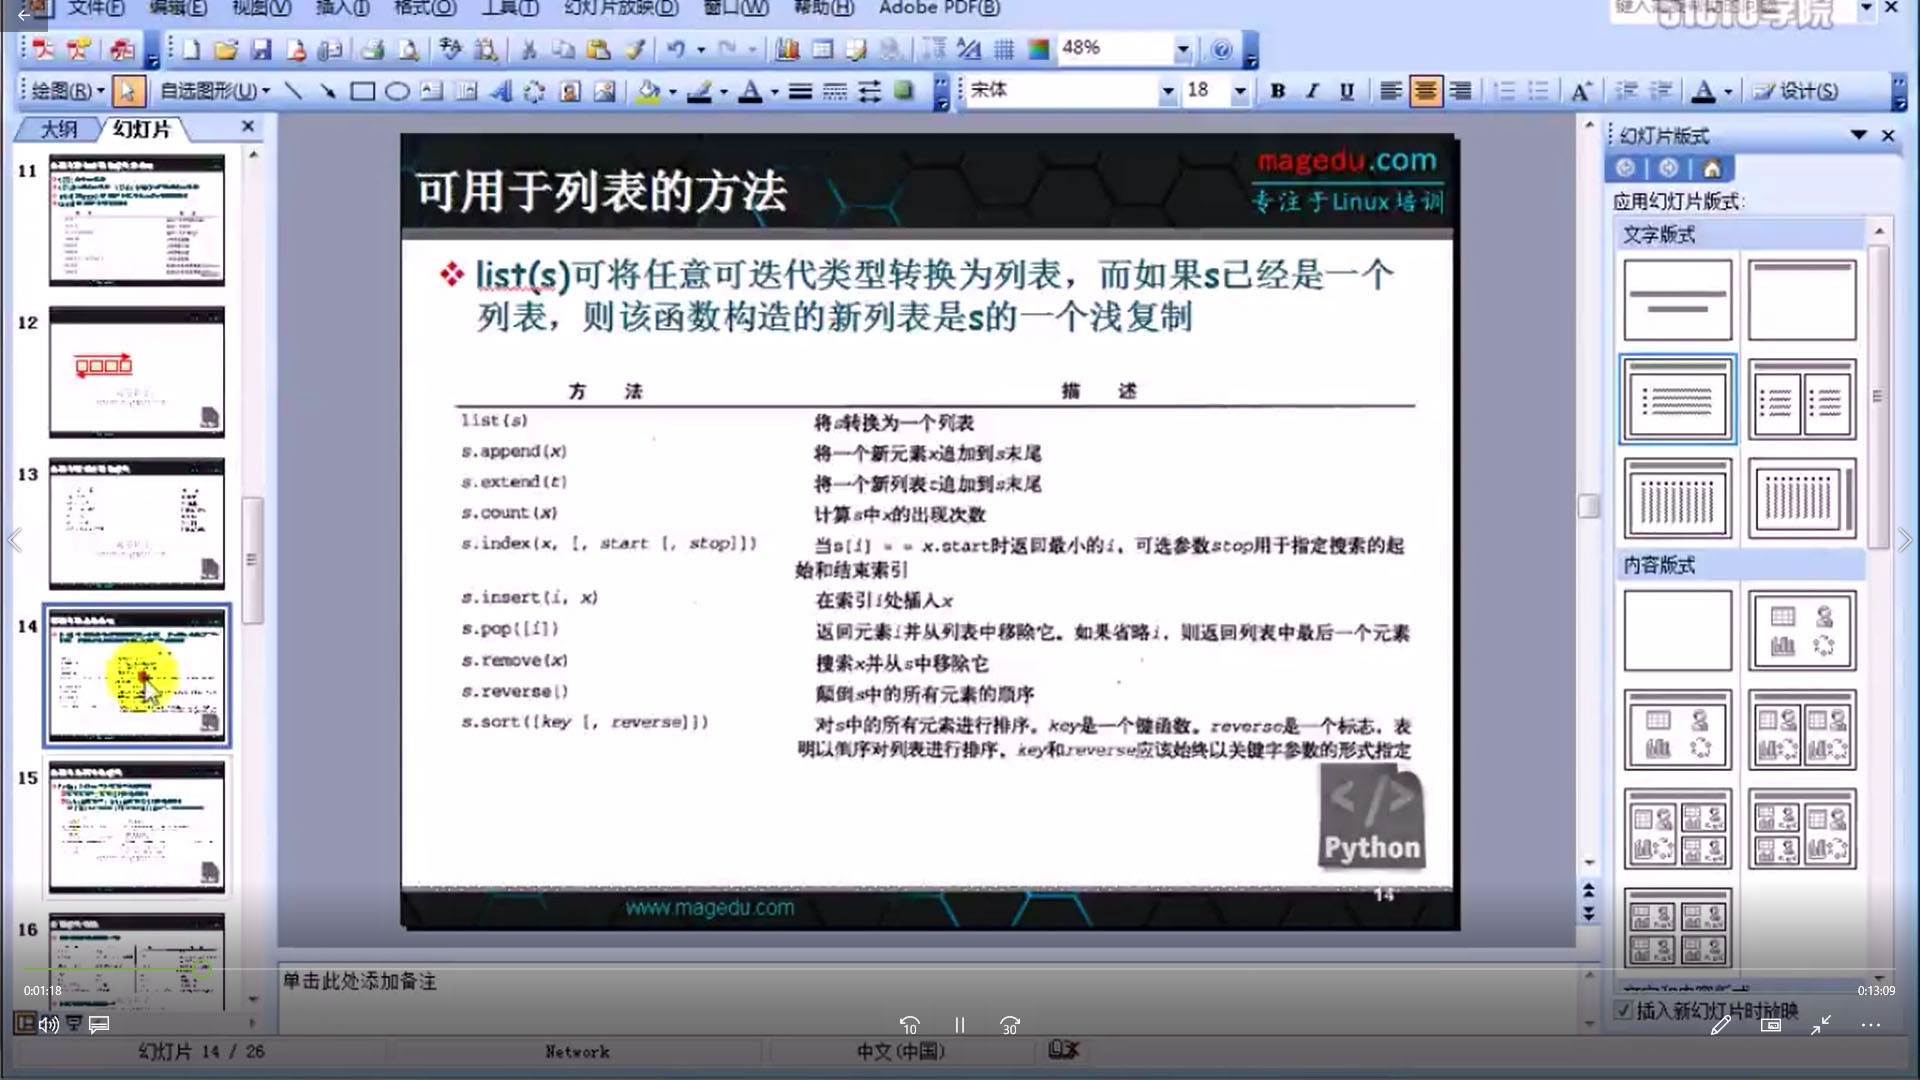 文件(F) 编辑(E) 视图(V) 插入(I) 格式(O) 工具(T) 幻灯片放映(D) 窗口(W) 帮助(H) Adobe PDF(B)
48%
绘图(R) 自选图形(U) 宋体 18 B I U 设计(S)
大纲 幻灯片
11
12
13
14
15
16
可用于列表的方法
magedu.com
专注于Linux培训
list(s)可将任意可迭代类型转换为列表，而如果s已经是一个
列表，则该函数构造的新列表是s的一个浅复制
方 法 描 述
list(s) 将s转换为一个列表
s.append(x) 将一个新元素x追加到s末尾
s.extend(t) 将一个新列表t追加到s末尾
s.count(x) 计算s中x的出现次数
s.index(x, [, start [, stop]]) 当s[i] = = x.start时返回最小的i，可选参数stop用于指定搜索的起
始和结束索引
s.insert(i, x) 在索引i处插入x
s.pop([i]) 返回元素i并从列表中移除它。如果省略i，则返回列表中最后一个元素
s.remove(x) 搜索x并从s中移除它
s.reverse() 颠倒s中的所有元素的顺序
s.sort([key [, reverse]]) 对s中的所有元素进行排序。key是一个键函数。reverse是一个标志，表
明以倒序对列表进行排序。key和reverse应该始终以关键字参数的形式指定
</>
Python
www.magedu.com
14
幻灯片版式
应用幻灯片版式:
文字版式
内容版式
插入新幻灯片时放映
单击此处添加备注
0:01:18
0:13:09
10
30
幻灯片 14 / 26 Network 中文(中国)